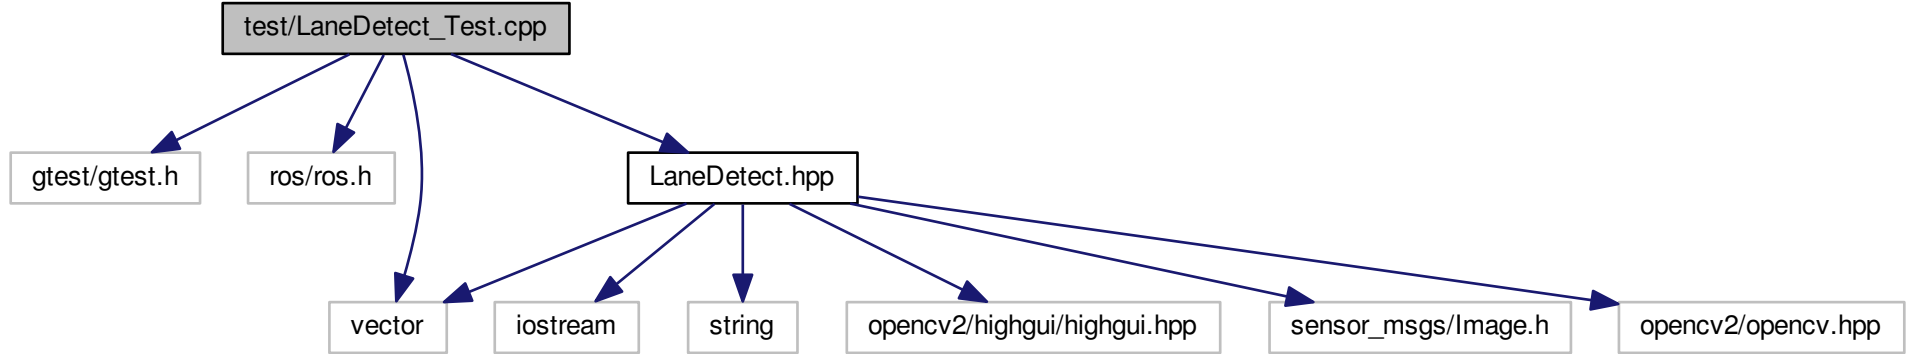 test/LaneDetect_Test.cpp
gtest/gtest.h
ros/ros.h
LaneDetect.hpp
vector
iostream
string
opencv2/highgui/highgui.hpp
sensor_msgs/Image.h
opencv2/opencv.hpp